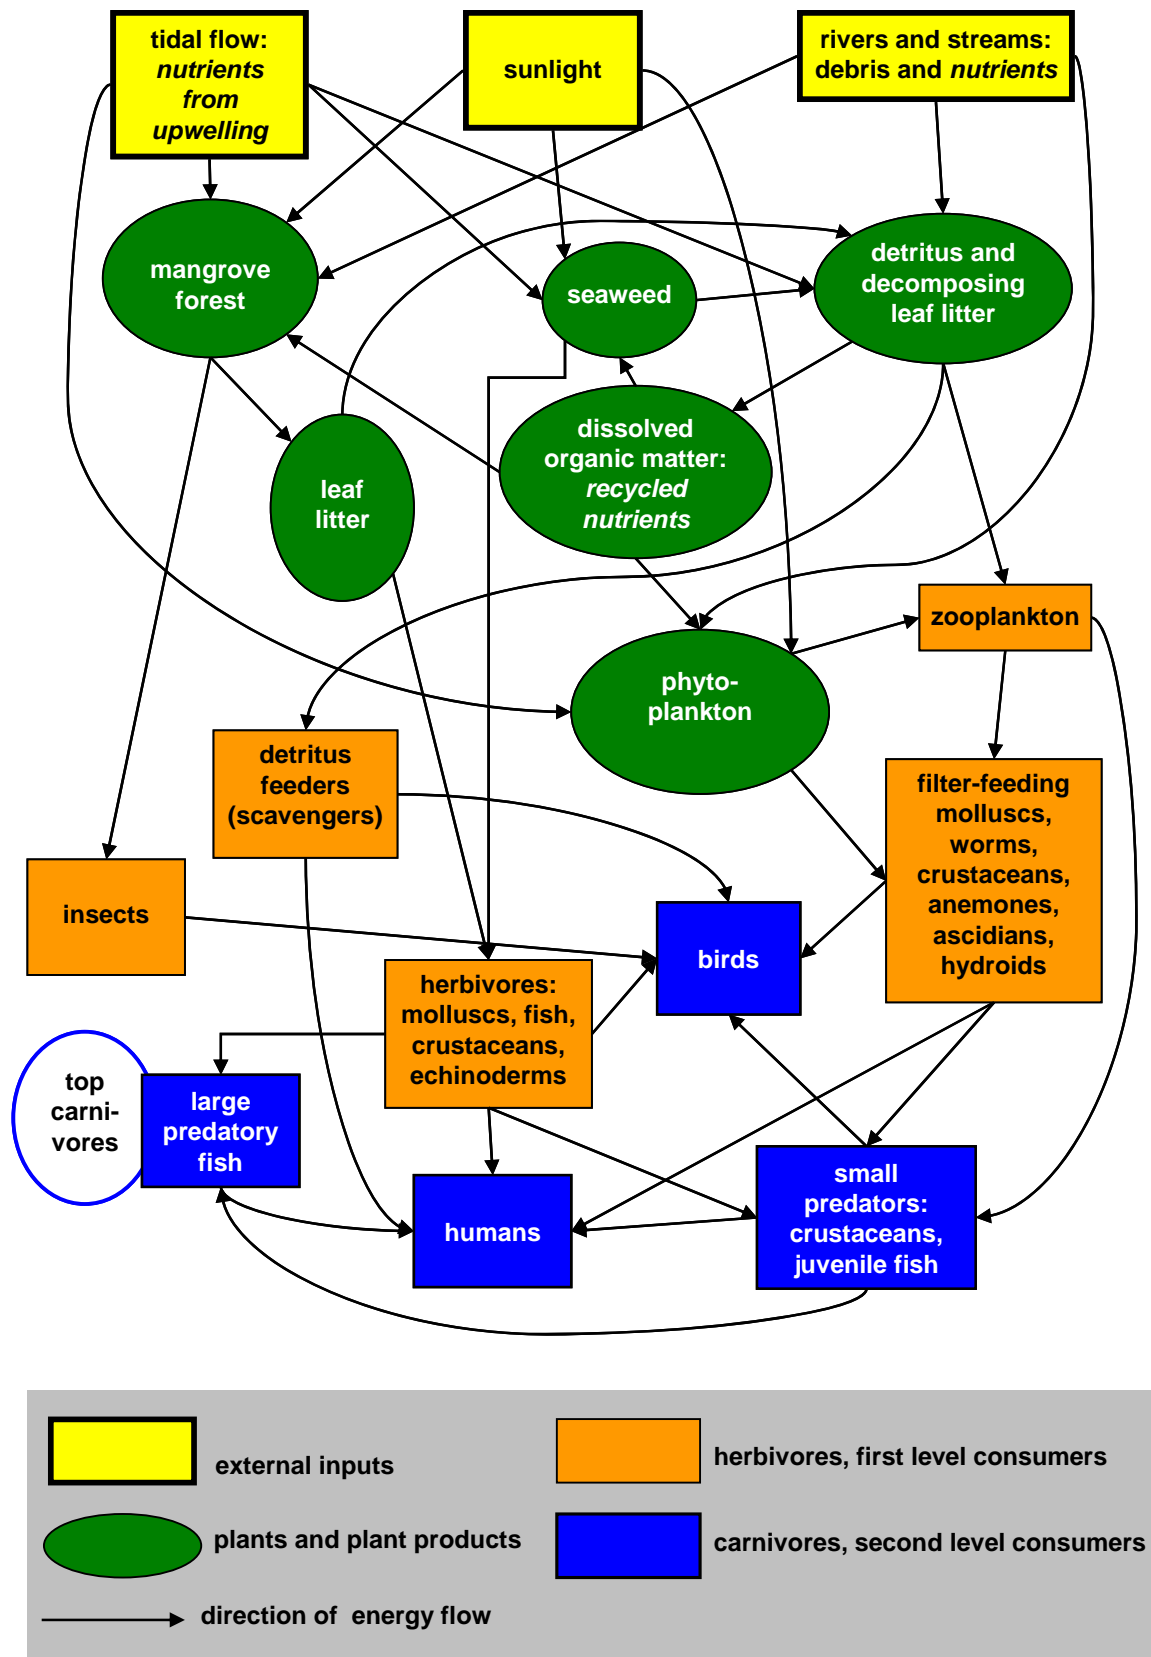 tidal flow:
nutrients
from
upwelling
sunlight
rivers and streams:
debris and nutrients
mangrove
forest
seaweed
detritus and
decomposing
leaf litter
leaf
litter
dissolved
organic matter:
recycled
nutrients
zooplankton
phyto-
plankton
detritus
feeders
(scavengers)
filter-feeding
molluscs,
worms,
crustaceans,
anemones,
ascidians,
hydroids
insects
birds
herbivores:
molluscs, fish,
crustaceans,
echinoderms
top
carni-
vores
large
predatory
fish
humans
small
predators:
crustaceans,
juvenile fish
external inputs
herbivores, first level consumers
plants and plant products
carnivores, second level consumers
direction of  energy flow